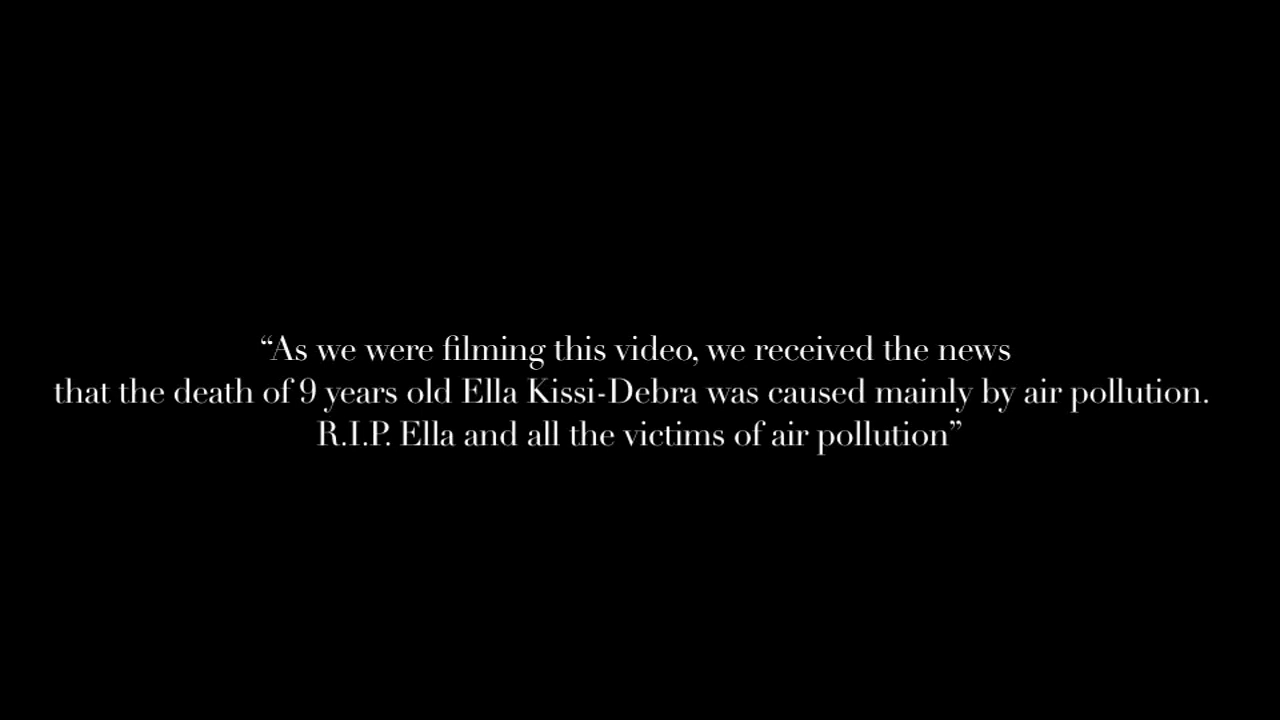 “As we were filming this video, we received the news
that the death of 9 years old Ella Kissi-Debra was caused mainly by air pollution.
R.I.P. Ella and all the victims of air pollution”